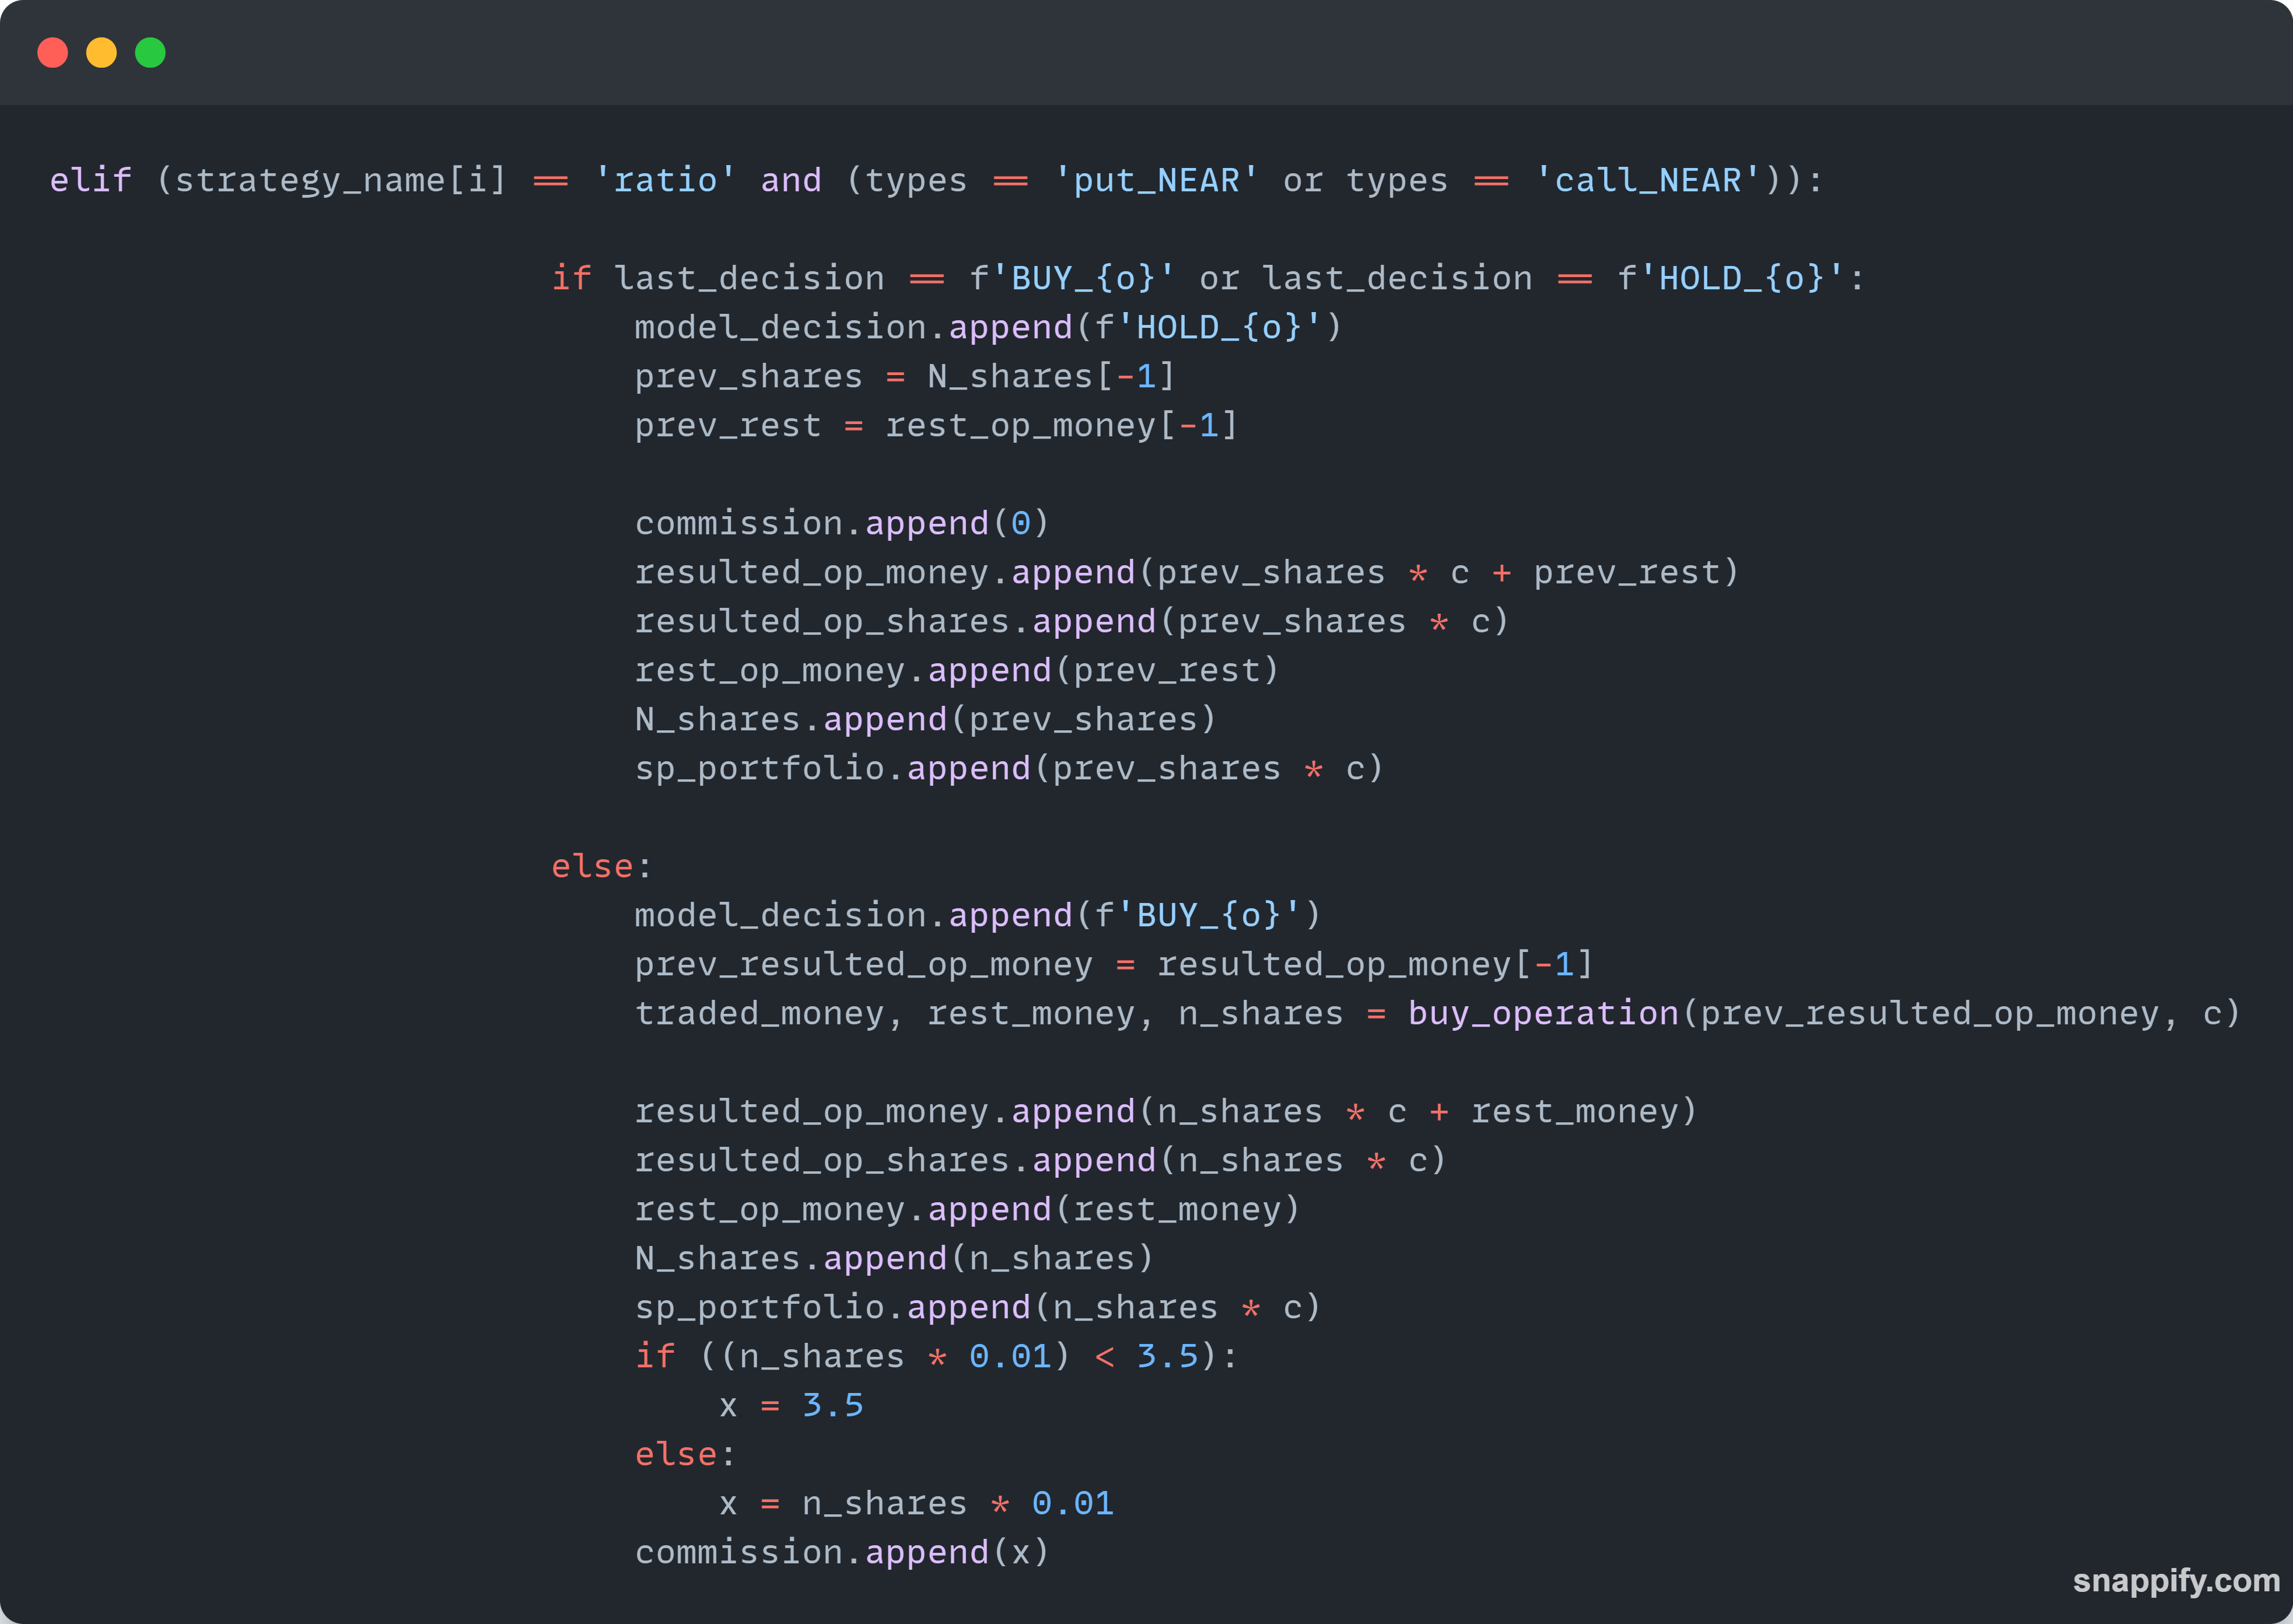 elif (strategy_name[i] == 'ratio' and (types == 'put_NEAR' or types == 'call_NEAR')):
if last_decision == f'BUY_{o}' or last_decision == f'HOLD_{o}':
model_decision.append(f'HOLD_{o}')
prev_shares = N_shares[-1]
prev_rest = rest_op_money[-1]
commission.append(0)
resulted_op_money.append(prev_shares * c + prev_rest)
resulted_op_shares.append(prev_shares * c)
rest_op_money.append(prev_rest)
N_shares.append(prev_shares)
sp_portfolio.append(prev_shares * c)
else:
model_decision.append(f'BUY_{o}')
prev_resulted_op_money = resulted_op_money[-1]
traded_money, rest_money, n_shares = buy_operation(prev_resulted_op_money, c)
resulted_op_money.append(n_shares * c + rest_money)
resulted_op_shares.append(n_shares * c)
rest_op_money.append(rest_money)
N_shares.append(n_shares)
sp_portfolio.append(n_shares * c)
if ((n_shares * 0.01) < 3.5):
x = 3.5
else:
x = n_shares * 0.01
commission.append(x)
snappify.com